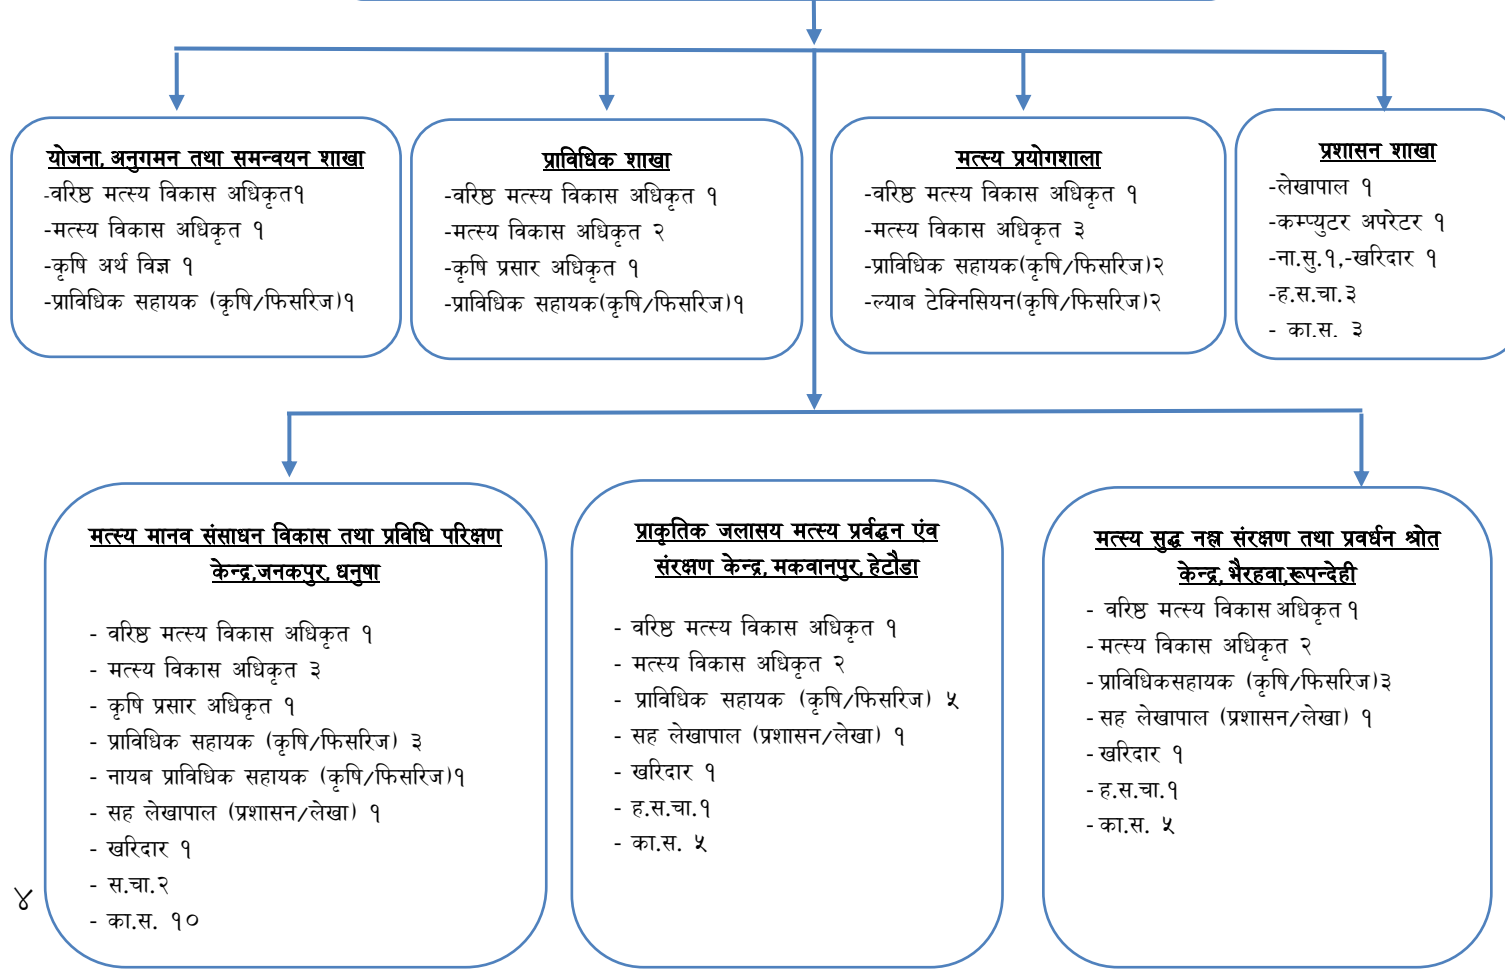 योजना, अनुगमन तथा समन्वयन शाखा
-वरिष्ठ मत्स्य विकास अधिकृत१
-मत्स्य विकास अधिकृत १
-कृषि अर्थ विज्ञ १
-प्राविधिक सहायक (कृषि/फिसरिज)१
प्राविधिक शाखा
-वरिष्ठ मत्स्य विकास अधिकृत १
-मत्स्य विकास अधिकृत २
-कृषि प्रसार अधिकृत १
-प्राविधिक सहायक(कृषि/फिसरिज)१
मत्स्य प्रयोगशाला
-वरिष्ठ मत्स्य विकास अधिकृत १
-मत्स्य विकास अधिकृत ३
-प्राविधिक सहायक(कृषि/फिसरिज)२
-ल्याब टेक्निसियन(कृषि/फिसरिज)२
प्रशासन शाखा
-लेखापाल १
-कम्प्युटर अपरेटर १
-ना.सु.१,-खरिदार १
-ह.स.चा.३
- का.स. ३
मत्स्य मानव संसाधन विकास तथा प्रविधि परिक्षण
केन्द्र,जनकपुर, धनुषा
- वरिष्ठ मत्स्य विकास अधिकृत १
- मत्स्य विकास अधिकृत ३
- कृषि प्रसार अधिकृत १
- प्राविधिक सहायक (कृषि/फिसरिज) ३
- नायब प्राविधिक सहायक (कृषि/फिसरिज)१
- सह लेखापाल (प्रशासन/लेखा) १
- खरिदार १
- स.चा.२
- का.स. १०
प्राकृतिक जलासय मत्स्य प्रर्वद्धन एंव
संरक्षण केन्द्र, मकवानपुर, हेटौडा
- वरिष्ठ मत्स्य विकास अधिकृत १
- मत्स्य विकास अधिकृत २
- प्राविधिक सहायक (कृषि/फिसरिज) ५
- सह लेखापाल (प्रशासन/लेखा) १
- खरिदार १
- ह.स.चा.१
- का.स. ५
मत्स्य सुद्ध नश्ल संरक्षण तथा प्रवर्धन श्रोत
केन्द्र, भैरहवा,रूपन्देही
- वरिष्ठ मत्स्य विकास अधिकृत १
- मत्स्य विकास अधिकृत २
- प्राविधिकसहायक (कृषि/फिसरिज)३
- सह लेखापाल (प्रशासन/लेखा) १
- खरिदार १
- ह.स.चा.१
- का.स. ५
४